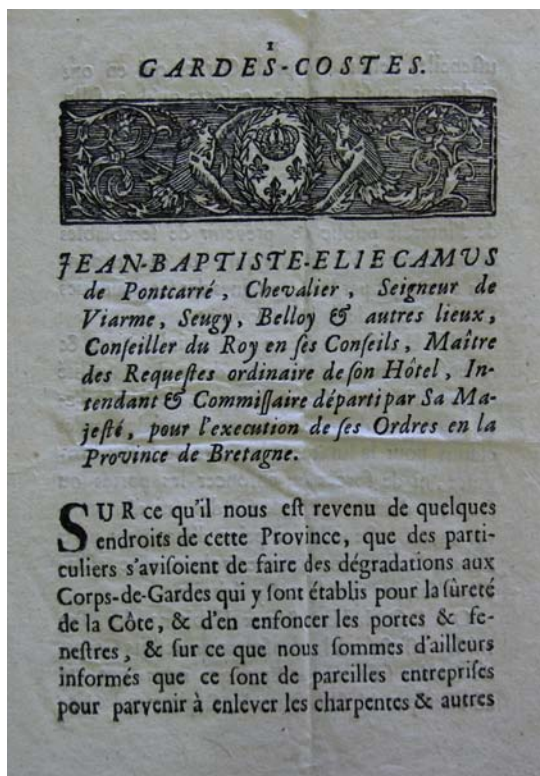 1
GARDES-COSTES.
JEAN-BAPTISTE-ELIE CAMUS
de Pontcarré, Chevalier, Seigneur de
Viarme, Seugy, Belloy & autres lieux,
Conſeiller du Roy en ſes Conſeils, Maître
des Requeſtes ordinaire de ſon Hôtel, In-
tendant & Commiſſaire départi par Sa Ma-
jeſté, pour l'execution de ſes Ordres en la
Province de Bretagne.
SUR ce qu'il nous eſt revenu de quelques
endroits de cette Province, que des parti-
culiers s'aviſoient de faire des dégradations aux
Corps-de-Gardes qui y ſont établis pour la ſûreté
de la Côte, & d'en enfoncer les portes & fe-
neſtres, & ſur ce que nous ſommes d'ailleurs
informés que ce ſont de pareilles entrepriſes
pour parvenir à enlever les charpentes & autres